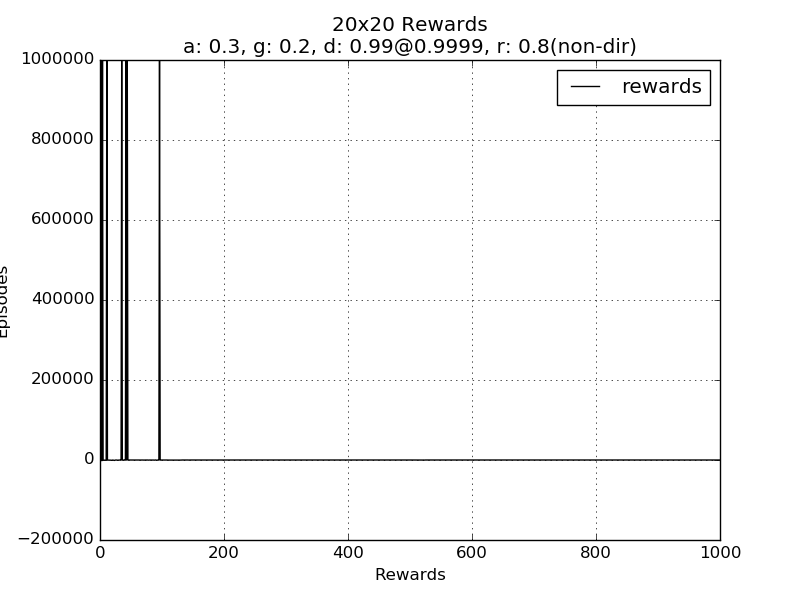 20x20 Rewards
a: 0.3, g: 0.2, d: 0.99@0.9999, r: 0.8(non-dir)
1000000
rewards
800000
600000
400000
Episodes
200000
0
−200000
0 200 400 600 800 1000
Rewards